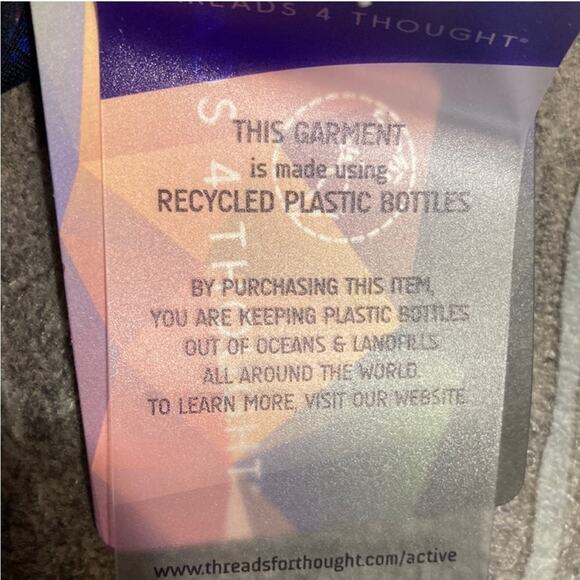 THREADS 4 THOUGHT®
THIS GARMENT
is made using
RECYCLED PLASTIC BOTTLES
BY PURCHASING THIS ITEM,
YOU ARE KEEPING PLASTIC BOTTLES
OUT OF OCEANS & LANDFILLS
ALL AROUND THE WORLD.
TO LEARN MORE, VISIT OUR WEBSITE
www.threadsforthought.com/active
S 4 THOUGHT